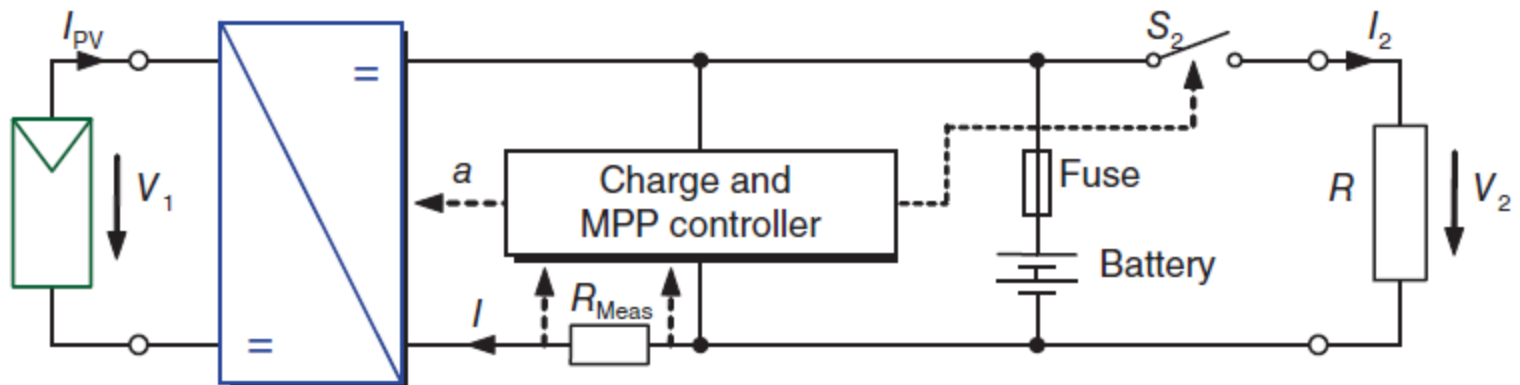 I_PV
S_2
I_2
=
a
Charge and
MPP controller
Fuse
V_1
R
V_2
Battery
I
R_Meas
=